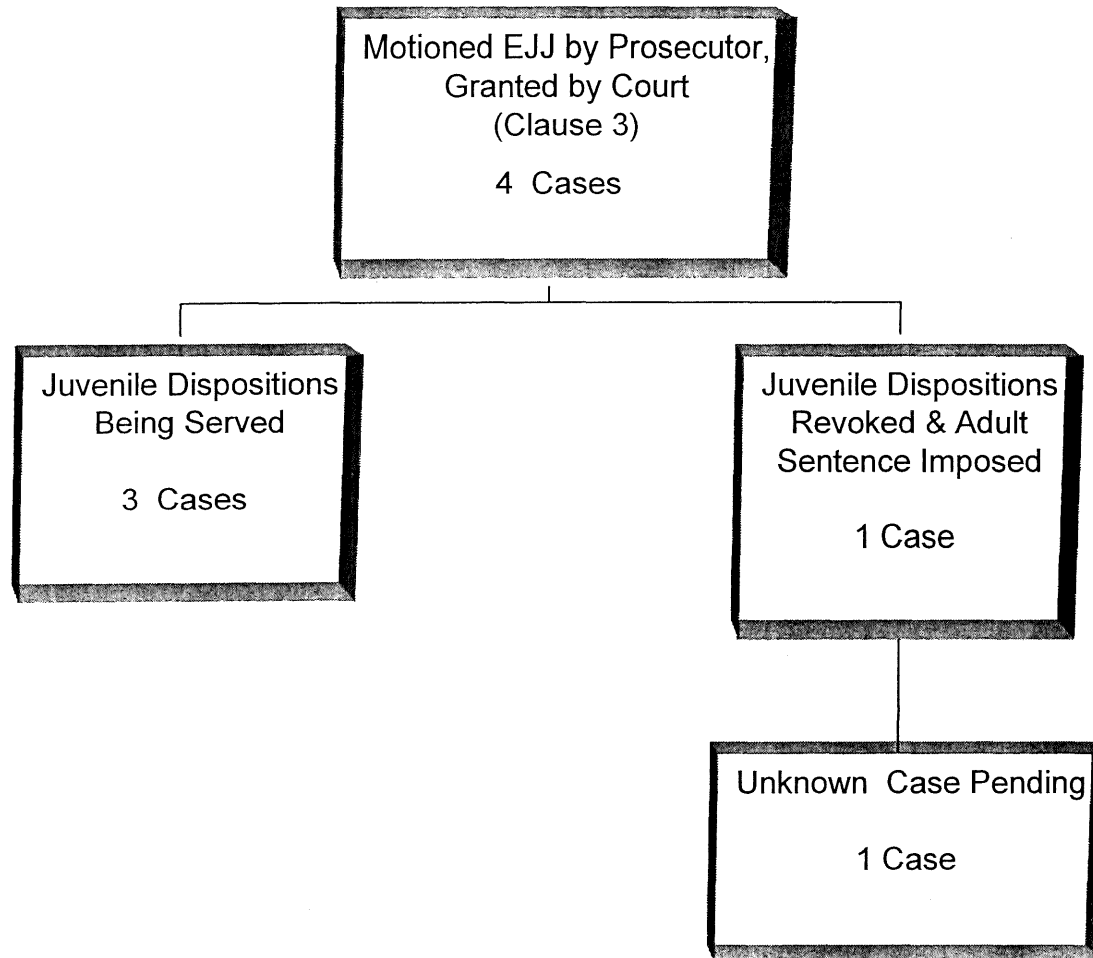 Motioned EJJ by Prosecutor,
Granted by Court
(Clause 3)
4 Cases
Juvenile Dispositions
Being Served
3 Cases
Juvenile Dispositions
Revoked & Adult
Sentence Imposed
1 Case
Unknown Case Pending
1 Case